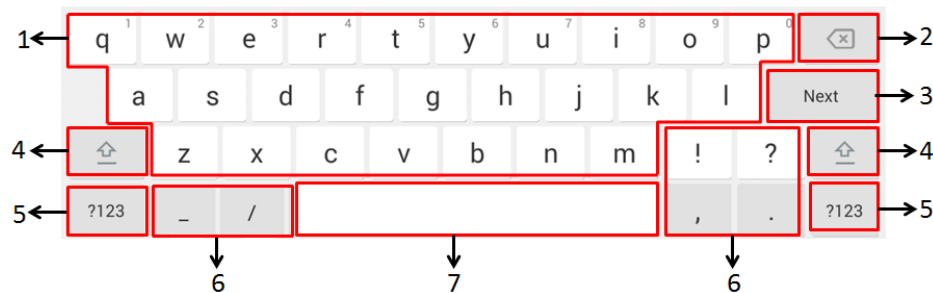 1 2 3 4 5 6 7 8 9 0
1 q w e r t y u i o p 2
a s d f g h j k l Next 3
4 z x c v b n m ! ? 4
5 ?123 _ / , . ?123 5
6 7 6